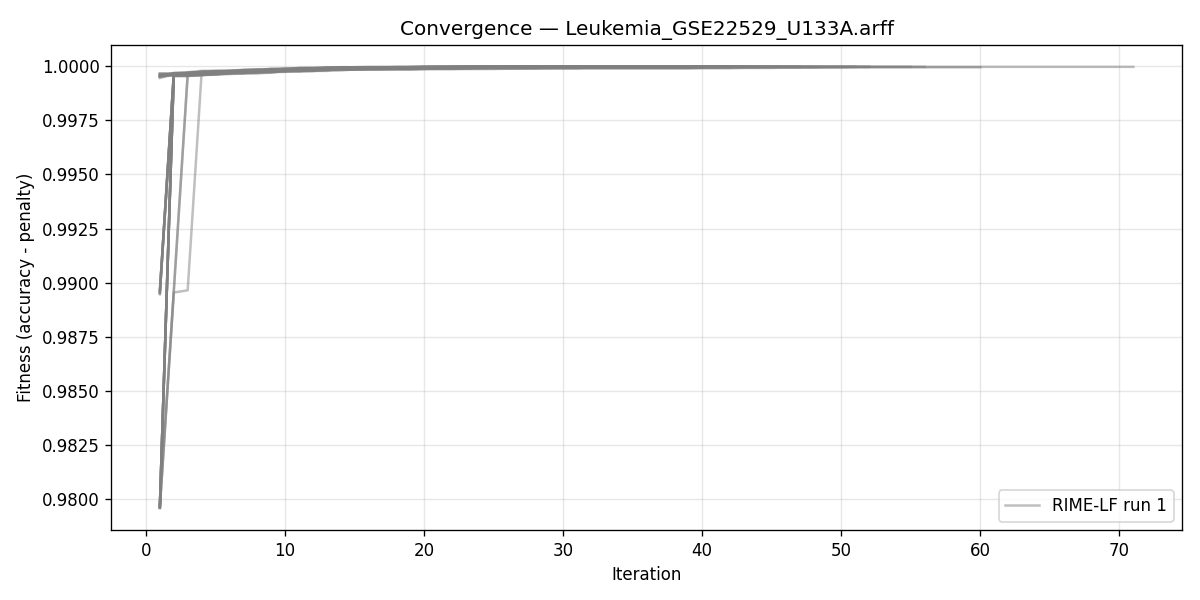 Convergence — Leukemia_GSE22529_U133A.arff
Fitness (accuracy - penalty)
1.0000
0.9975
0.9950
0.9925
0.9900
0.9875
0.9850
0.9825
0.9800
RIME-LF run 1
0 10 20 30 40 50 60 70
Iteration